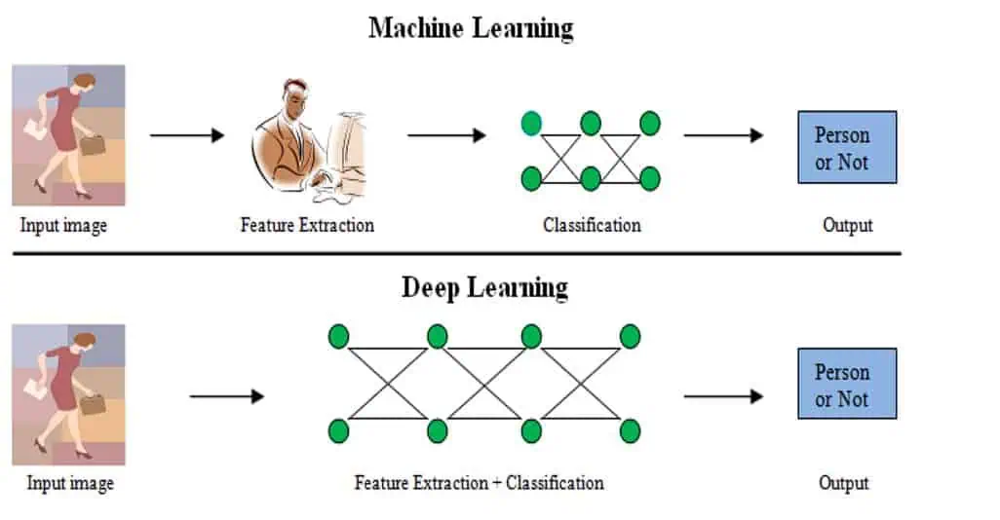 Machine Learning
Person
or Not
Input image
Feature Extraction
Classification
Output
Deep Learning
Person
or Not
Input image
Feature Extraction + Classification
Output